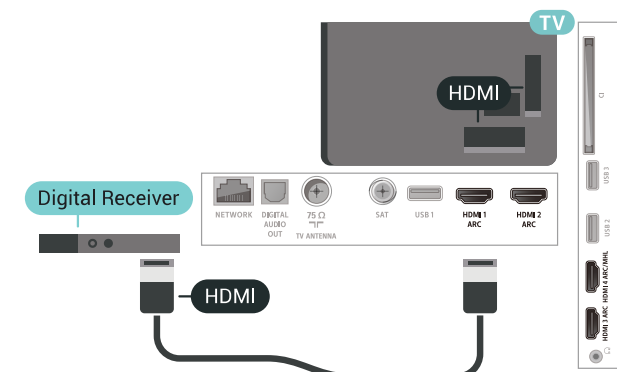 TV
HDMI
Digital Receiver
NETWORK
DIGITAL
AUDIO
OUT
75 Ω
TV ANTENNA
SAT
USB 1
HDMI 1
ARC
HDMI 2
ARC
HDMI
USB 3
USB 2
HDMI 4 ARC/MHL
HDMI 3 ARC